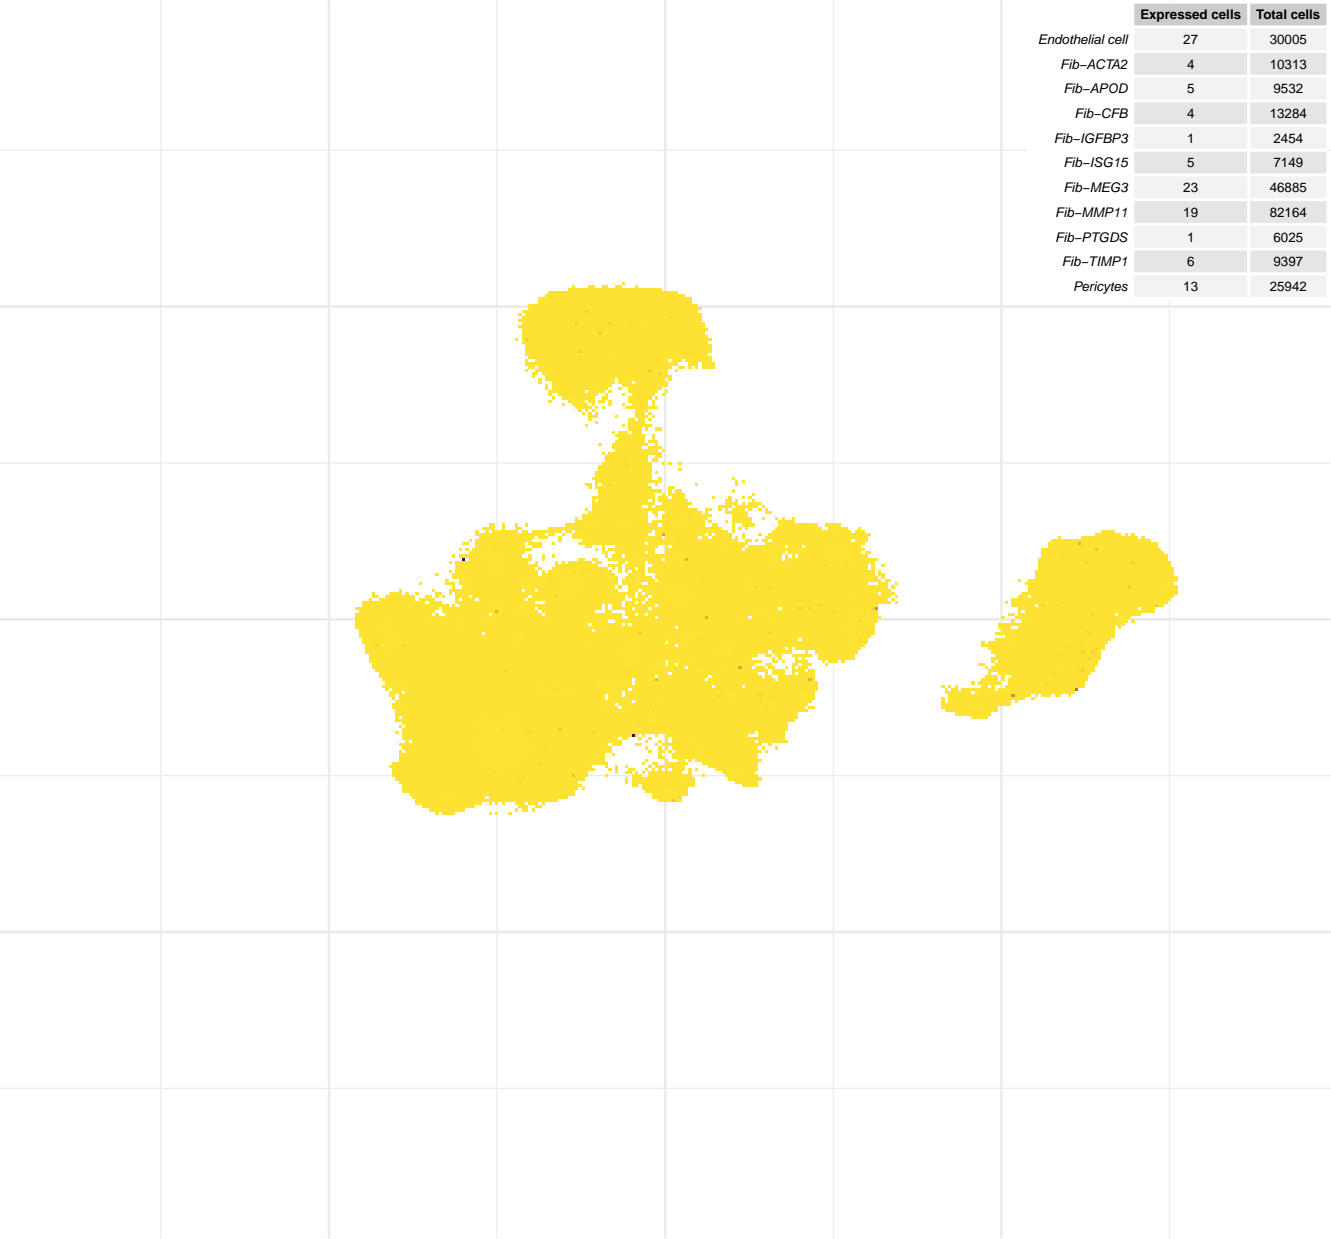 Expressed cells Total cells
Endothelial cell 27 30005
Fib−ACTA2 4 10313
Fib−APOD 5 9532
Fib−CFB 4 13284
Fib−IGFBP3 1 2454
Fib−ISG15 5 7149
Fib−MEG3 23 46885
Fib−MMP11 19 82164
Fib−PTGDS 1 6025
Fib−TIMP1 6 9397
Pericytes 13 25942